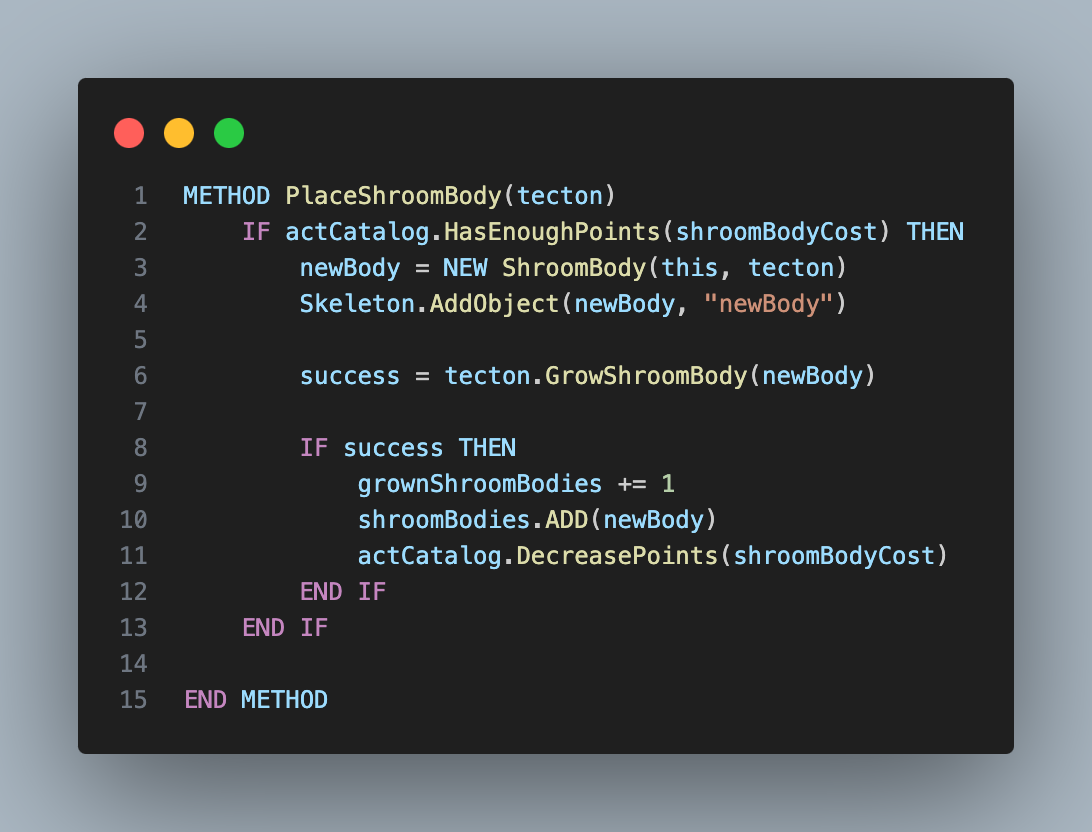 1 METHOD PlaceShroomBody(tecton)
2     IF actCatalog.HasEnoughPoints(shroomBodyCost) THEN
3         newBody = NEW ShroomBody(this, tecton)
4         Skeleton.AddObject(newBody, "newBody")
5
6         success = tecton.GrowShroomBody(newBody)
7
8         IF success THEN
9             grownShroomBodies += 1
10             shroomBodies.ADD(newBody)
11             actCatalog.DecreasePoints(shroomBodyCost)
12         END IF
13     END IF
14
15 END METHOD